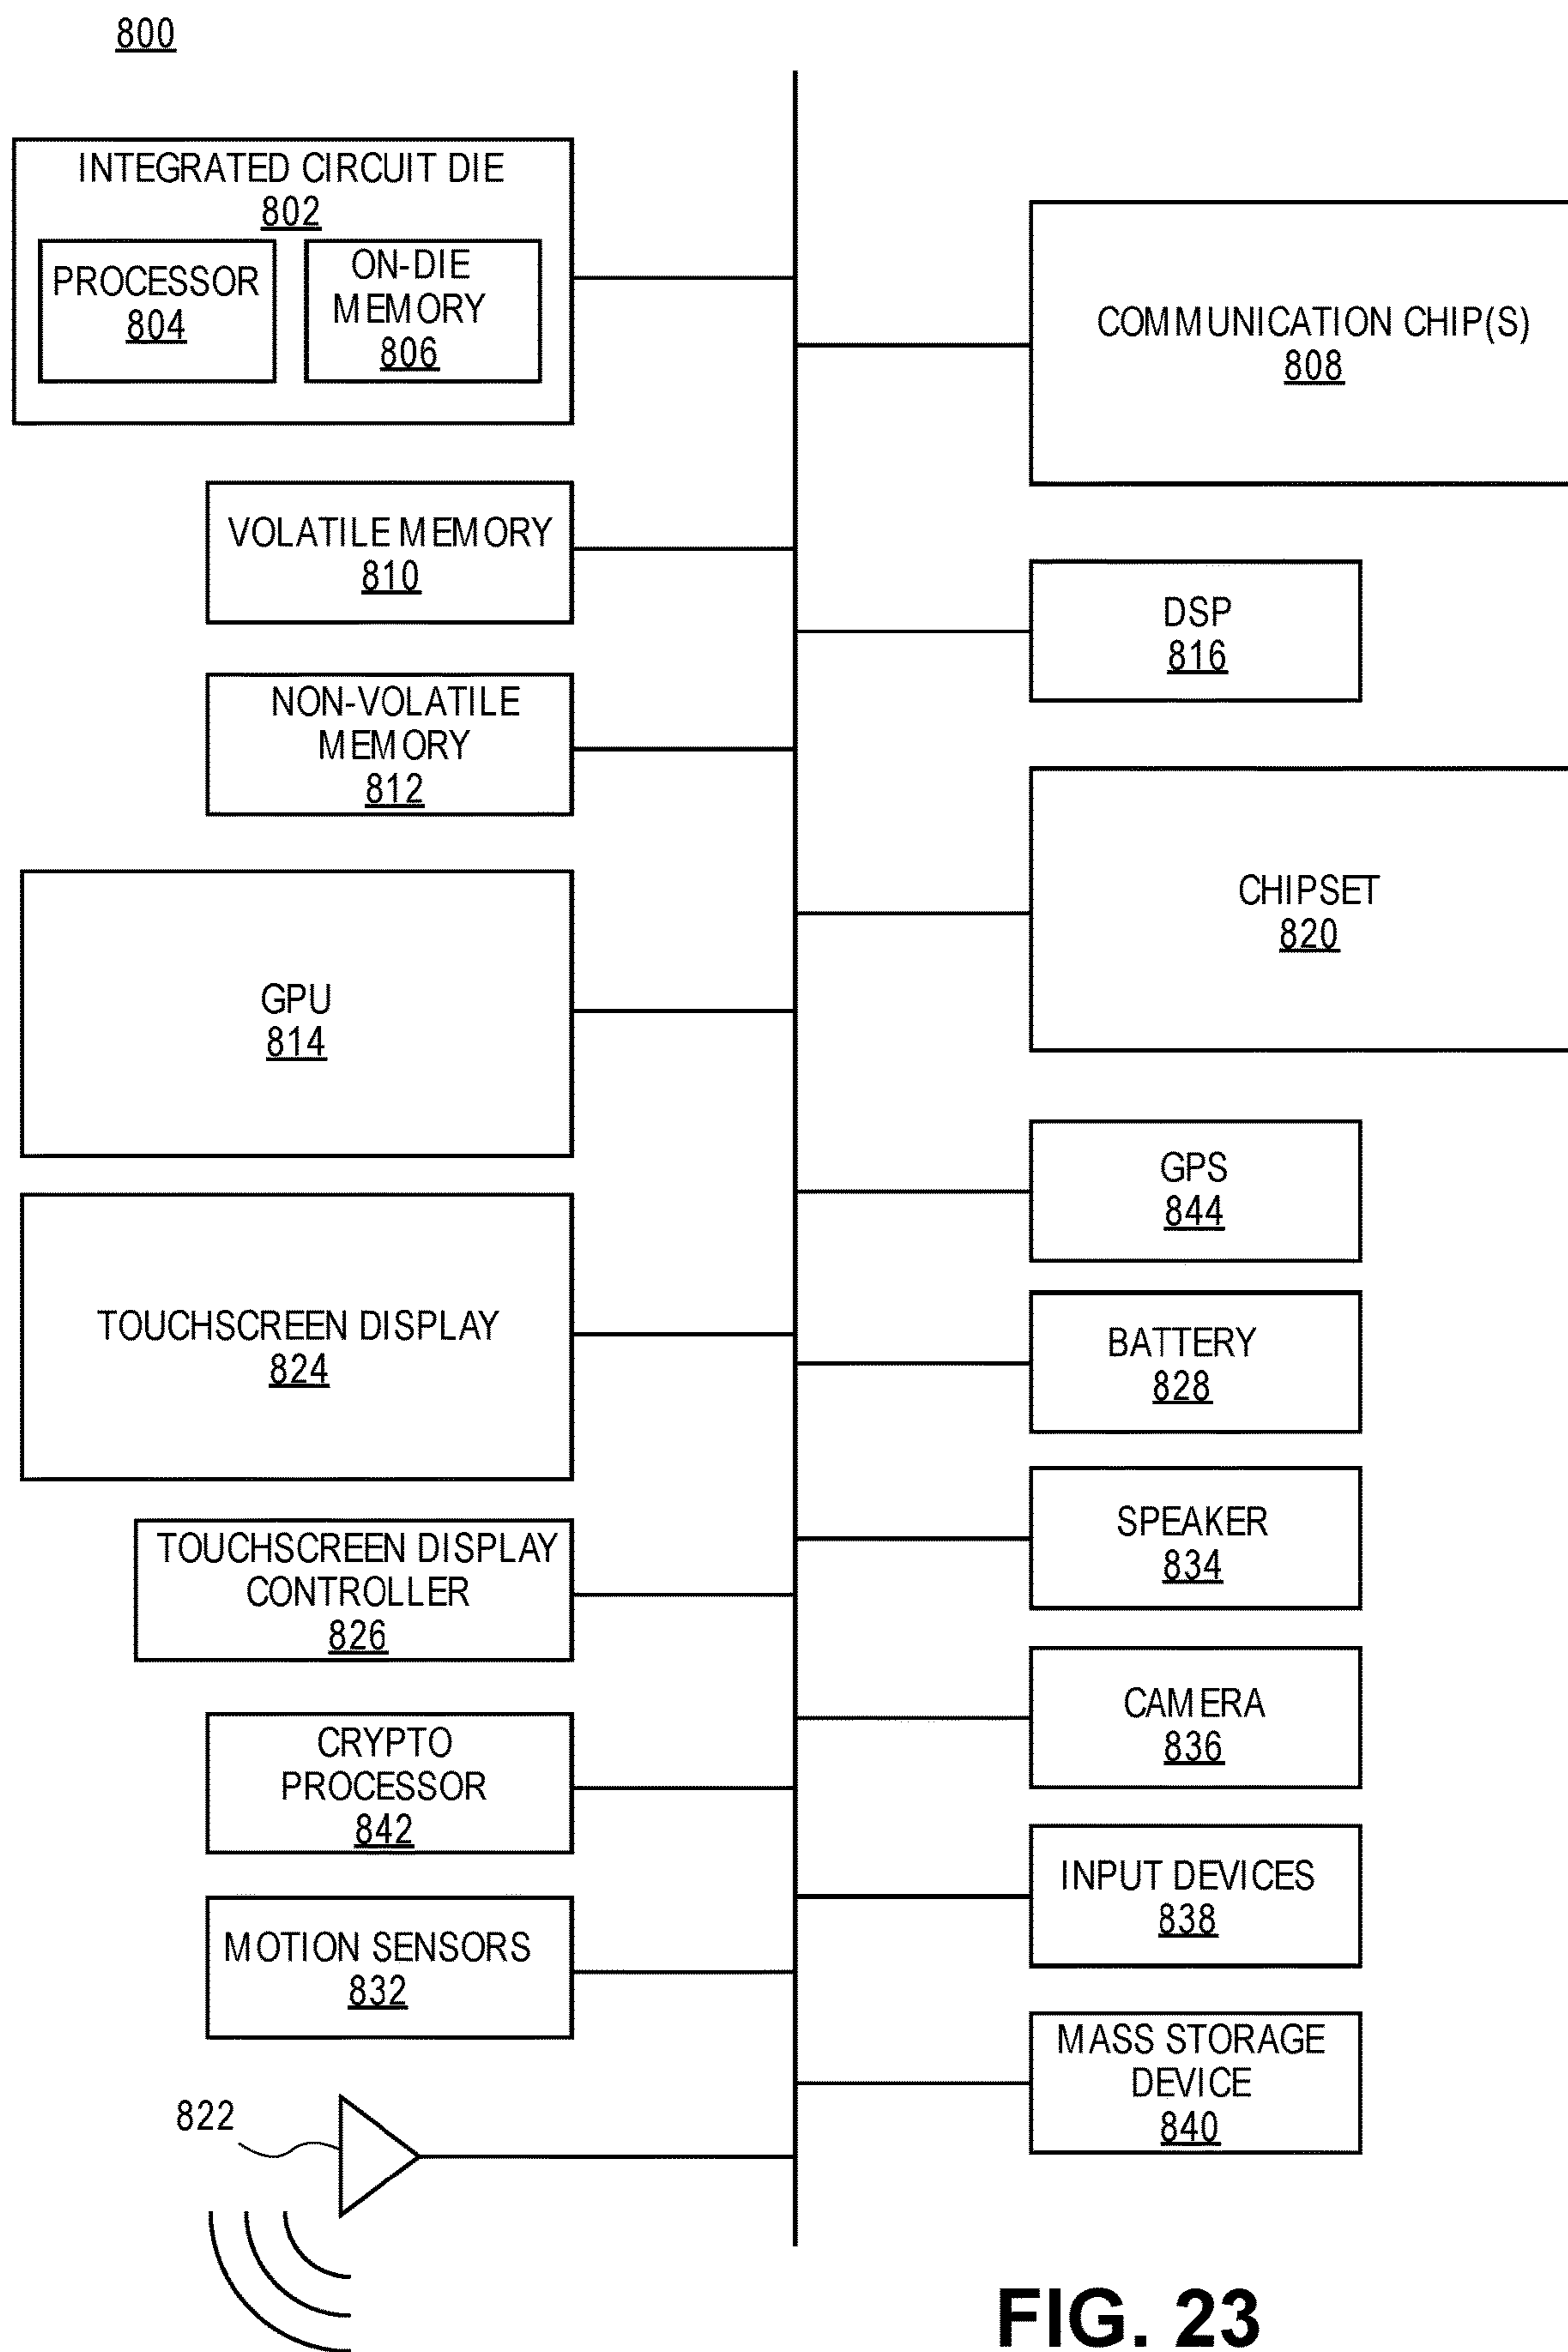 800
INTEGRATED CIRCUIT DIE
802
PROCESSOR
804
ON-DIE
MEMORY
806
VOLATILE MEMORY
810
NON-VOLATILE
MEMORY
812
GPU
814
TOUCHSCREEN DISPLAY
824
TOUCHSCREEN DISPLAY
CONTROLLER
826
CRYPTO
PROCESSOR
842
MOTION SENSORS
832
822
COMMUNICATION CHIP(S)
808
DSP
816
CHIPSET
820
GPS
844
BATTERY
828
SPEAKER
834
CAMERA
836
INPUT DEVICES
838
MASS STORAGE
DEVICE
840
FIG. 23